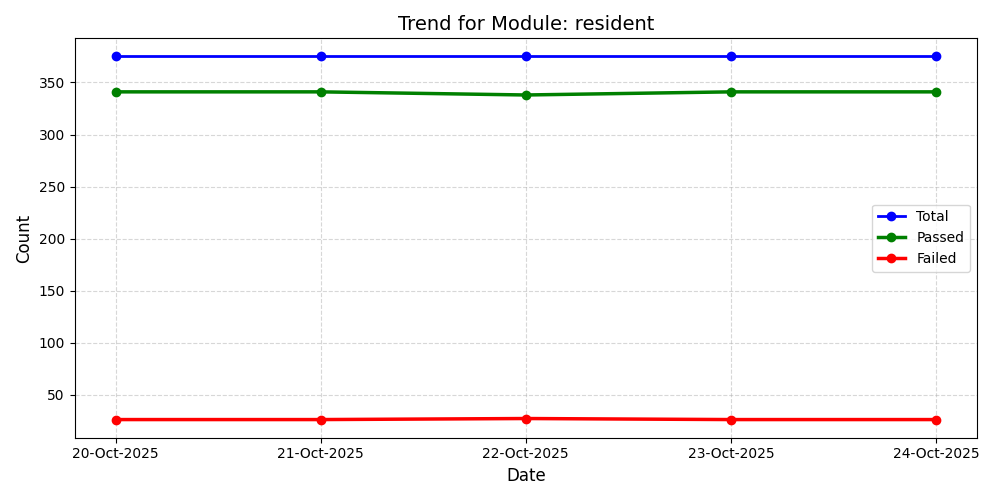 Trend for Module: resident
Count
350
300
250
200
150
100
50
Total
Passed
Failed
20-Oct-2025 21-Oct-2025 22-Oct-2025 23-Oct-2025 24-Oct-2025
Date